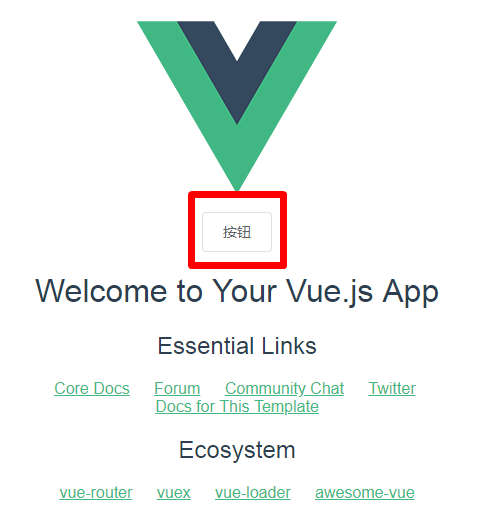 按钮
Welcome to Your Vue.js App
Essential Links
Core Docs Forum Community Chat Twitter
Docs for This Template
Ecosystem
vue-router vuex vue-loader awesome-vue